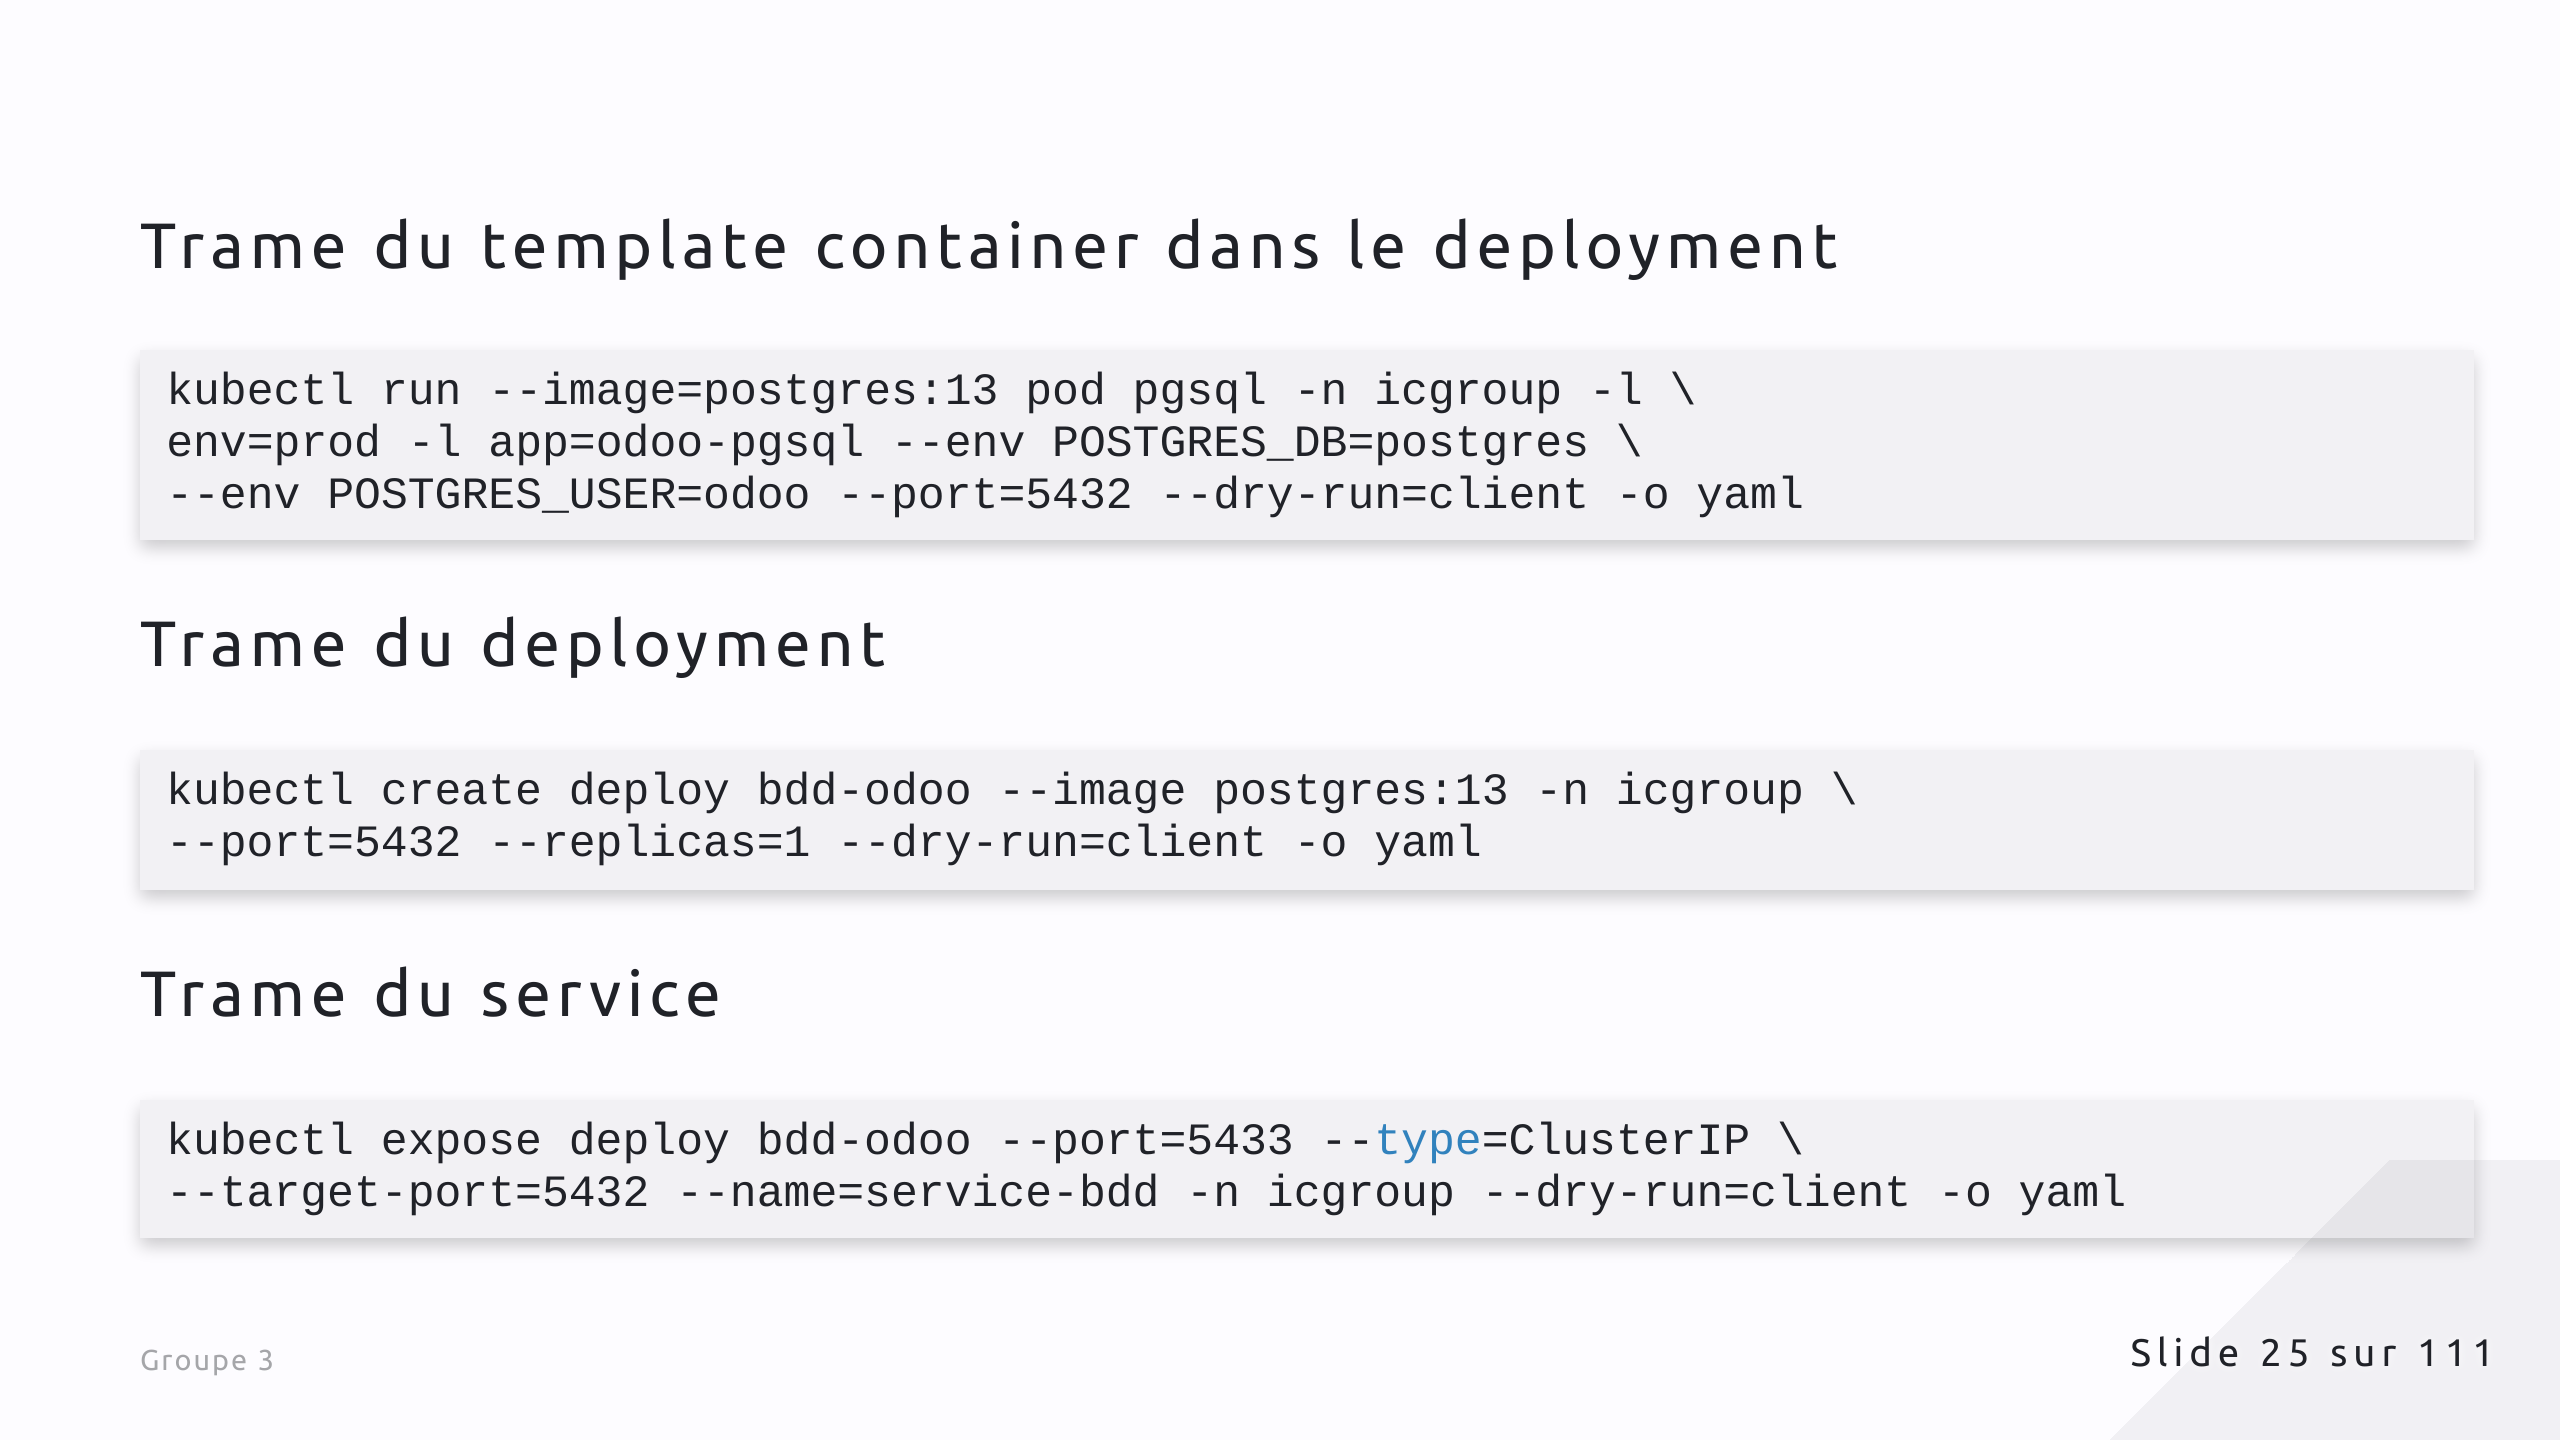 Trame du template container dans le deployment
kubectl run --image=postgres:13 pod pgsql -n icgroup -l \
env=prod -l app=odoo-pgsql --env POSTGRES_DB=postgres \
--env POSTGRES_USER=odoo --port=5432 --dry-run=client -o yaml
Trame du deployment
kubectl create deploy bdd-odoo --image postgres:13 -n icgroup \
--port=5432 --replicas=1 --dry-run=client -o yaml
Trame du service
kubectl expose deploy bdd-odoo --port=5433 --type=ClusterIP \
--target-port=5432 --name=service-bdd -n icgroup --dry-run=client -o yaml
Groupe 3
Slide 25 sur 111